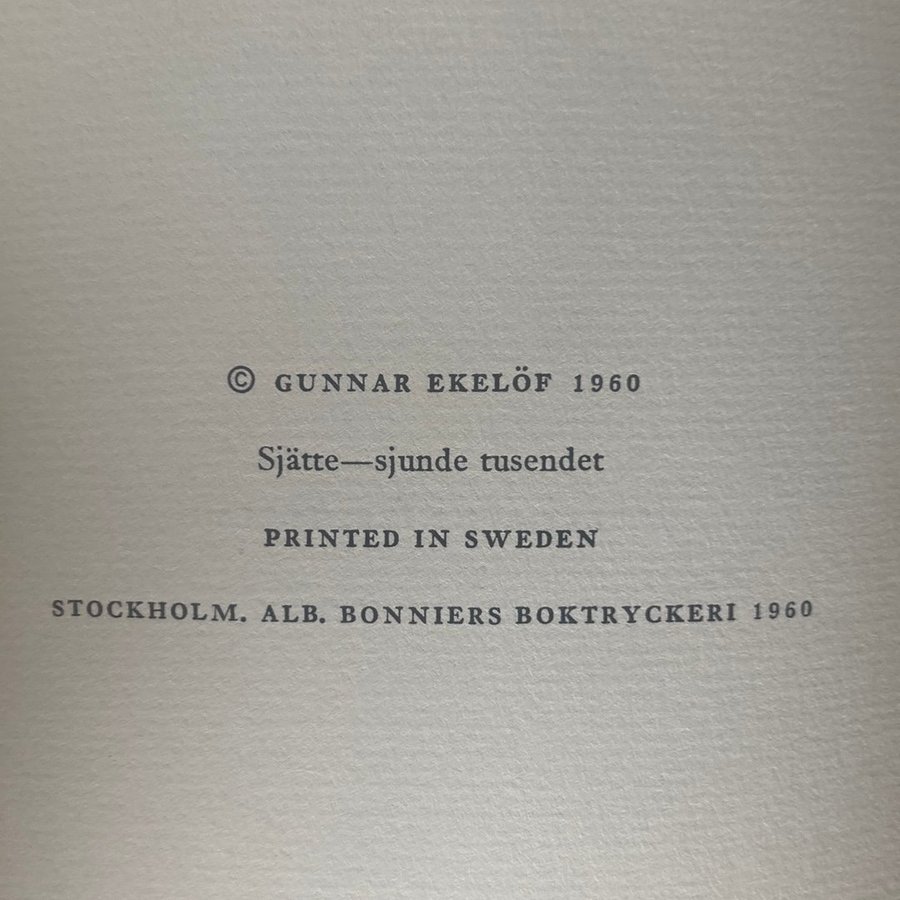 © GUNNAR EKELÖF 1960
Sjätte—sjunde tusendet
PRINTED IN SWEDEN
STOCKHOLM. ALB. BONNIERS BOKTRYCKERI 1960